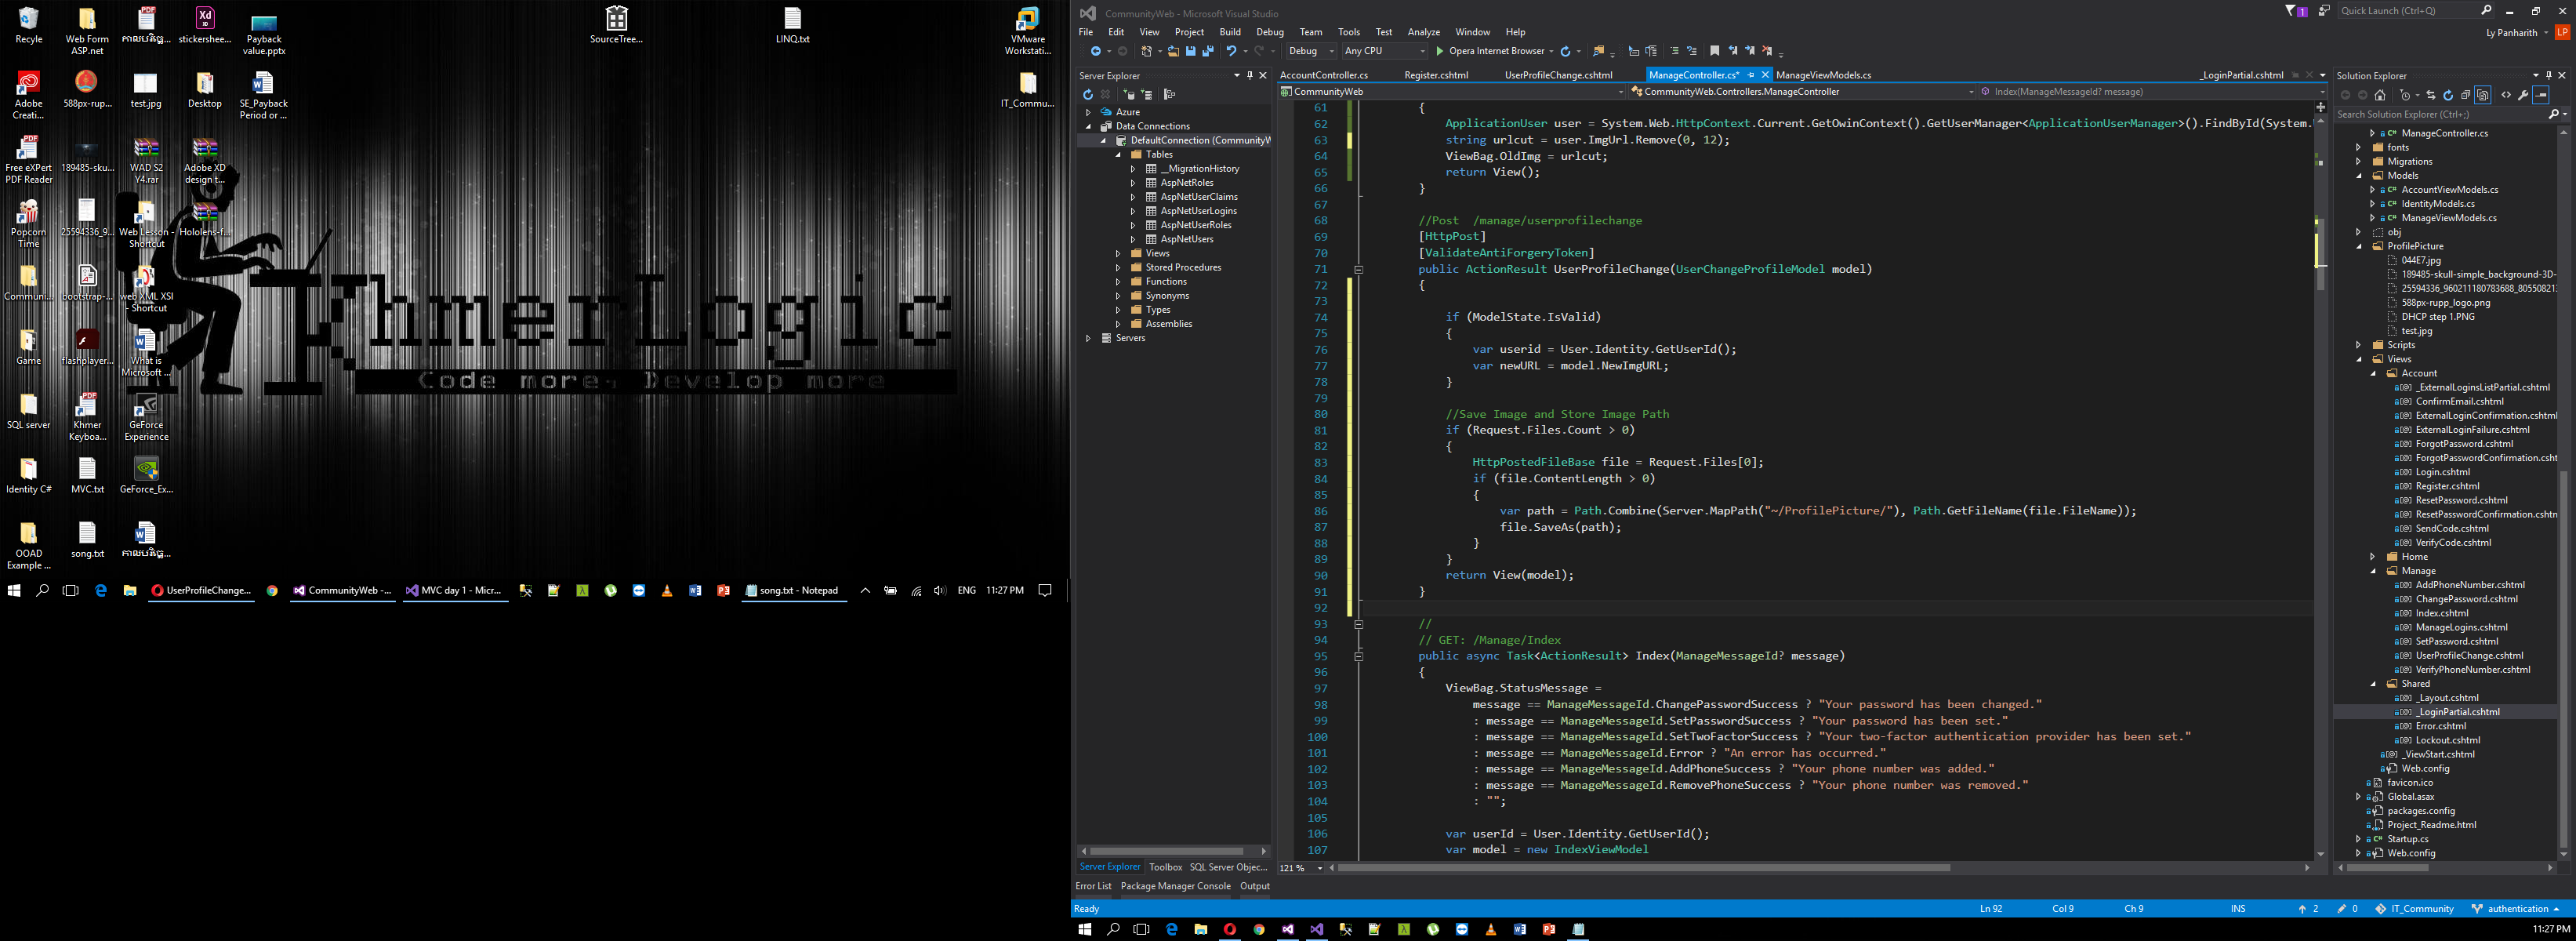 Recyle
Web Form ASP.net
stickershee...
Payback value.pptx
SourceTree...
LINQ.txt
VMware Workstati...
Adobe Creati...
588px-rupp...
test.jpg
Desktop
SE_Payback Period or ...
IT_Commu...
Free eXPert PDF Reader
189485-sku...
WAD S2 Y4.rar
Adobe XD design t...
Popcorn Time
25594336_9...
Web Lesson - Shortcut
Hololens-f...
Communi...
bootstrap-...
web XML XSl - Shortcut
Game
flashplayer...
What is Microsoft ...
SQL server
Khmer Keyboa...
GeForce Experience
Identity C#
MVC.txt
GeForce_Ex...
OOAD Example ...
song.txt
KhmerLogic
Code more, Develop more
UserProfileChange...
CommunityWeb -...
MVC day 1 - Micr...
song.txt - Notepad
ENG
11:27 PM
CommunityWeb - Microsoft Visual Studio
1
Quick Launch (Ctrl+Q)
File Edit View Project Build Debug Team Tools Test Analyze Window Help
Ly Panharith
LP
Debug
Any CPU
Opera Internet Browser
Server Explorer
Azure
Data Connections
DefaultConnection (CommunityW
Tables
__MigrationHistory
AspNetRoles
AspNetUserClaims
AspNetUserLogins
AspNetUserRoles
AspNetUsers
Views
Stored Procedures
Functions
Synonyms
Types
Assemblies
Servers
Server Explorer Toolbox SQL Server Objec...
Error List Package Manager Console Output
AccountController.cs Register.cshtml UserProfileChange.cshtml ManageController.cs* ManageViewModels.cs _LoginPartial.cshtml
CommunityWeb CommunityWeb.Controllers.ManageController Index(ManageMessageId? message)
61 {
62 ApplicationUser user = System.Web.HttpContext.Current.GetOwinContext().GetUserManager<ApplicationUserManager>().FindById(System.
63 string urlcut = user.ImgUrl.Remove(0, 12);
64 ViewBag.OldImg = urlcut;
65 return View();
66 }
67
68 //Post /manage/userprofilechange
69 [HttpPost]
70 [ValidateAntiForgeryToken]
71 public ActionResult UserProfileChange(UserChangeProfileModel model)
72 {
73
74 if (ModelState.IsValid)
75 {
76 var userid = User.Identity.GetUserId();
77 var newURL = model.NewImgURL;
78 }
79
80 //Save Image and Store Image Path
81 if (Request.Files.Count > 0)
82 {
83 HttpPostedFileBase file = Request.Files[0];
84 if (file.ContentLength > 0)
85 {
86 var path = Path.Combine(Server.MapPath("~/ProfilePicture/"), Path.GetFileName(file.FileName));
87 file.SaveAs(path);
88 }
89 }
90 return View(model);
91 }
92
93 //
94 // GET: /Manage/Index
95 public async Task<ActionResult> Index(ManageMessageId? message)
96 {
97 ViewBag.StatusMessage =
98 message == ManageMessageId.ChangePasswordSuccess ? "Your password has been changed."
99 : message == ManageMessageId.SetPasswordSuccess ? "Your password has been set."
100 : message == ManageMessageId.SetTwoFactorSuccess ? "Your two-factor authentication provider has been set."
101 : message == ManageMessageId.Error ? "An error has occurred."
102 : message == ManageMessageId.AddPhoneSuccess ? "Your phone number was added."
103 : message == ManageMessageId.RemovePhoneSuccess ? "Your phone number was removed."
104 : "";
105
106 var userId = User.Identity.GetUserId();
107 var model = new IndexViewModel
121 %
Solution Explorer
Search Solution Explorer (Ctrl+;)
ManageController.cs
fonts
Migrations
Models
AccountViewModels.cs
IdentityModels.cs
ManageViewModels.cs
obj
ProfilePicture
044E7.jpg
189485-skull-simple_background-3D-
25594336_960211180783688_80550821
588px-rupp_logo.png
DHCP step 1.PNG
test.jpg
Scripts
Views
Account
_ExternalLoginsListPartial.cshtml
ConfirmEmail.cshtml
ExternalLoginConfirmation.cshtml
ExternalLoginFailure.cshtml
ForgotPassword.cshtml
ForgotPasswordConfirmation.csht
Login.cshtml
Register.cshtml
ResetPassword.cshtml
ResetPasswordConfirmation.cshtm
SendCode.cshtml
VerifyCode.cshtml
Home
Manage
AddPhoneNumber.cshtml
ChangePassword.cshtml
Index.cshtml
ManageLogins.cshtml
SetPassword.cshtml
UserProfileChange.cshtml
VerifyPhoneNumber.cshtml
Shared
_Layout.cshtml
_LoginPartial.cshtml
Error.cshtml
Lockout.cshtml
_ViewStart.cshtml
Web.config
favicon.ico
Global.asax
packages.config
Project_Readme.html
Startup.cs
Web.config
Ready
Ln 92 Col 9 Ch 9 INS 2 0 IT_Community authentication
11:27 PM